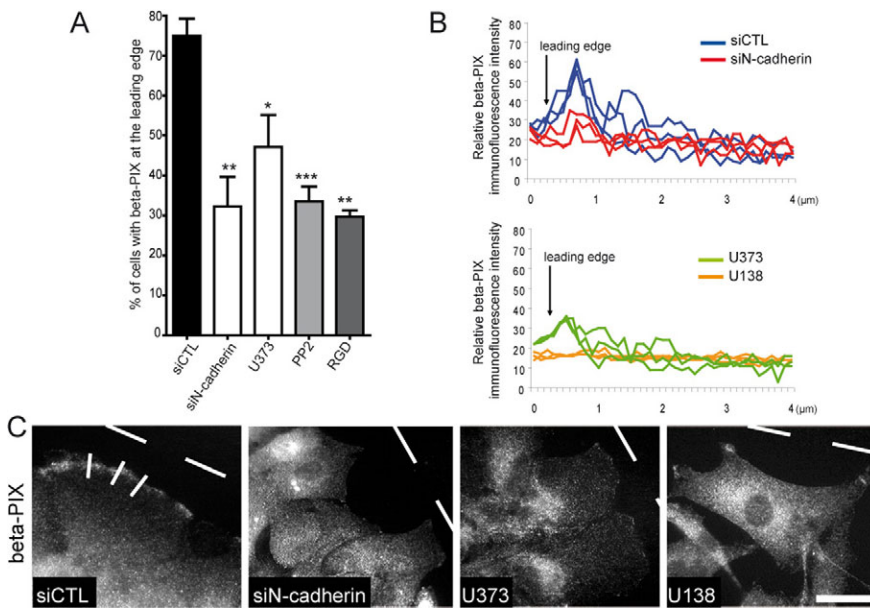 A
% of cells with beta-PIX at the leading edge
80
70
60
50
40
30
20
10
0
**
*
***
**
siCTL
siN-cadherin
U373
PP2
RGD
B
Relative beta-PIX
immunofluorescence intensity
80
70
60
50
40
30
20
10
0
leading edge
siCTL
siN-cadherin
0 1 2 3 4 (µm)
Relative beta-PIX
immunofluorescence intensity
80
70
60
50
40
30
20
10
0
leading edge
U373
U138
0 1 2 3 4 (µm)
C
beta-PIX
siCTL
siN-cadherin
U373
U138